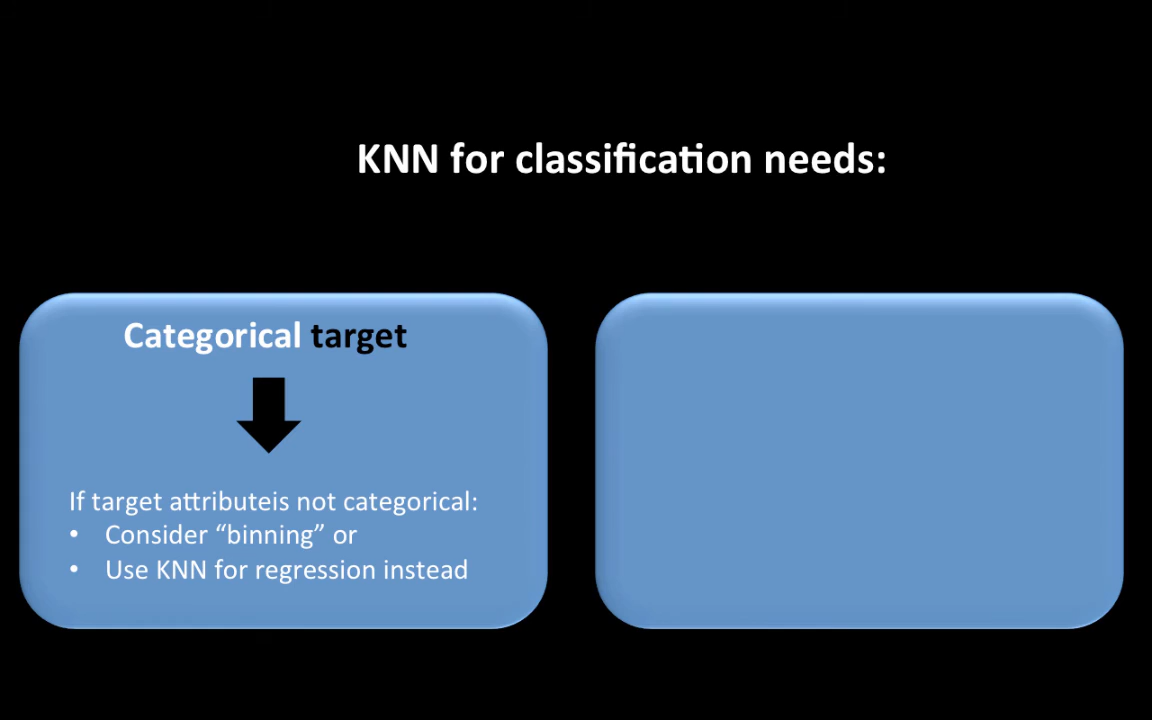 KNN for classification needs:
Categorical target
If target attributeis not categorical:
• Consider “binning” or
• Use KNN for regression instead